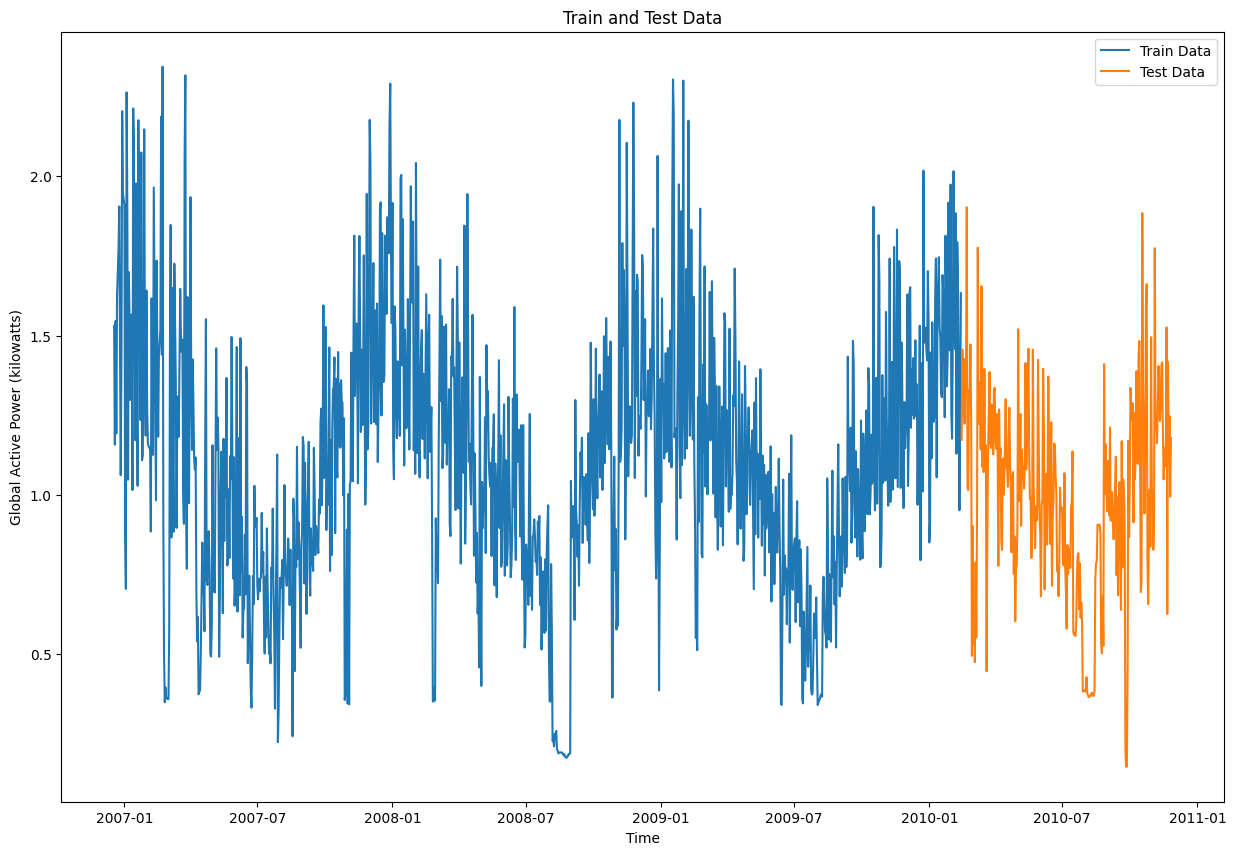 Train and Test Data
Train Data
Test Data
Global Active Power (kilowatts)
2.0
1.5
1.0
0.5
2007-01 2007-07 2008-01 2008-07 2009-01 2009-07 2010-01 2010-07 2011-01
Time